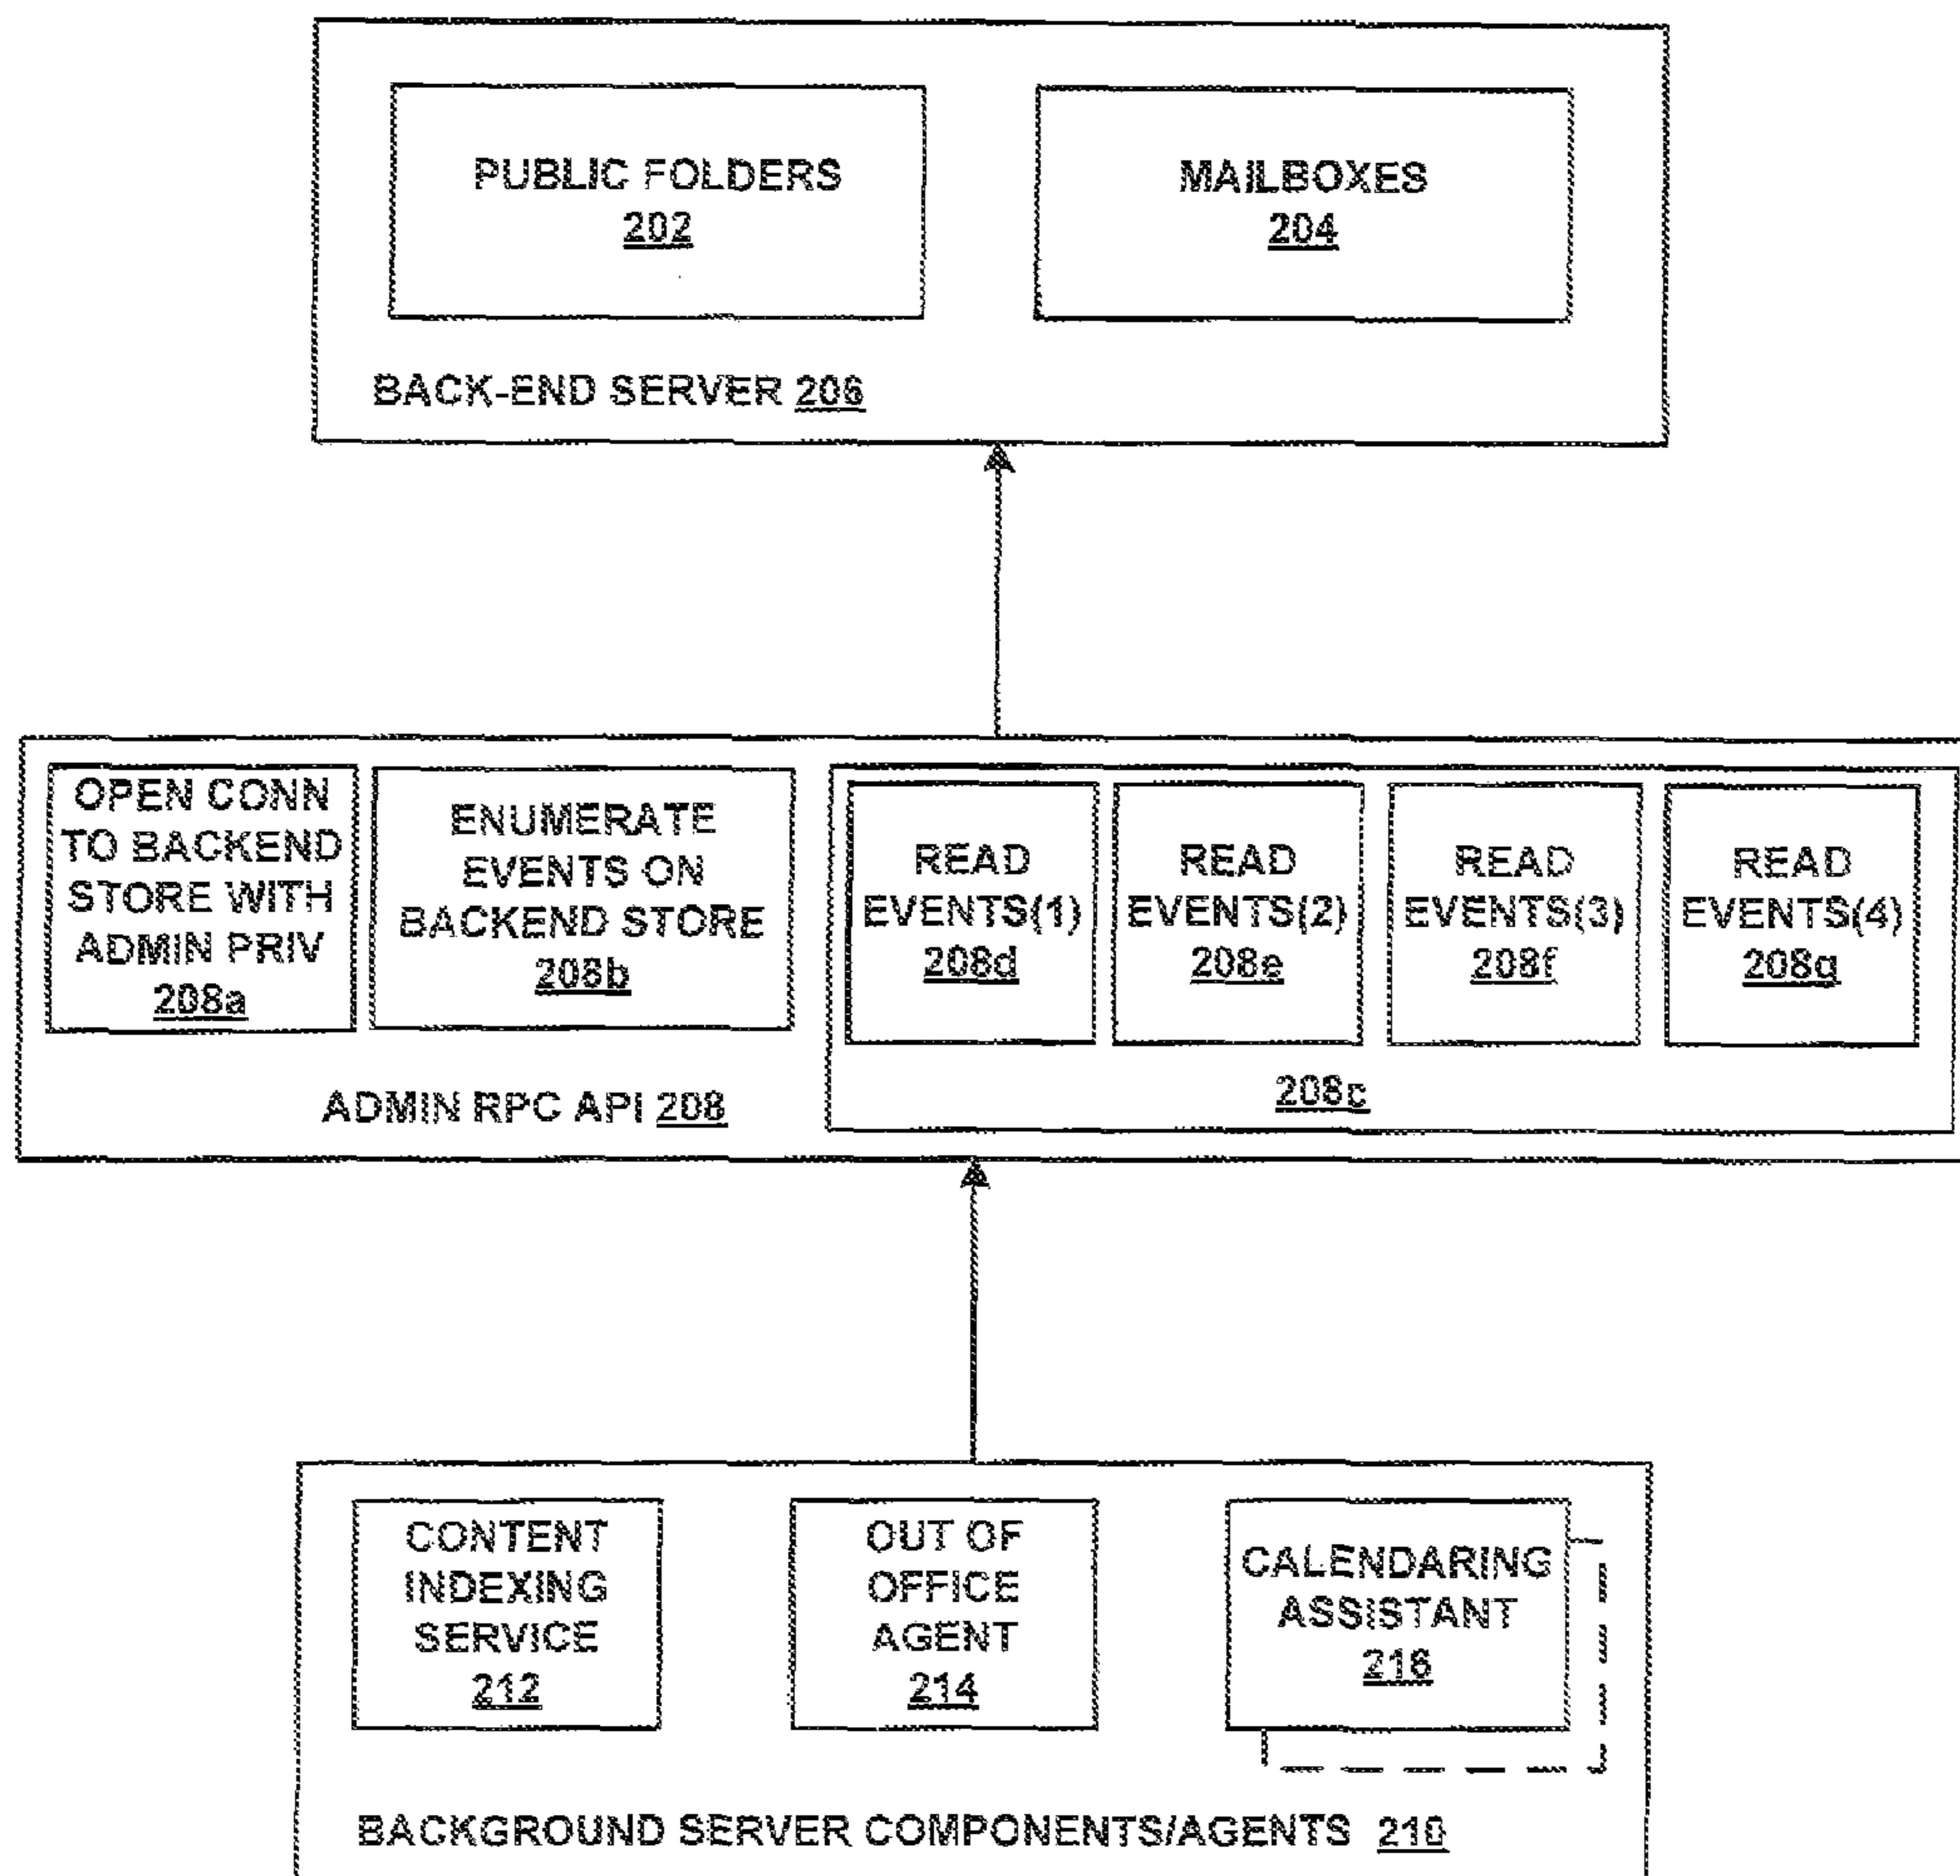 PUBLIC FOLDERS
202
MAILBOXES
204
BACK-END SERVER 206
OPEN CONN
TO BACKEND
STORE WITH
ADMIN PRIV
208a
ENUMERATE
EVENTS ON
BACKEND STORE
208b
READ
EVENTS(1)
208d
READ
EVENTS(2)
208e
READ
EVENTS(3)
208f
READ
EVENTS(4)
208g
208c
ADMIN RPC API 208
CONTENT
INDEXING
SERVICE
212
OUT OF
OFFICE
AGENT
214
CALENDARING
ASSISTANT
216
BACKGROUND SERVER COMPONENTS/AGENTS 210